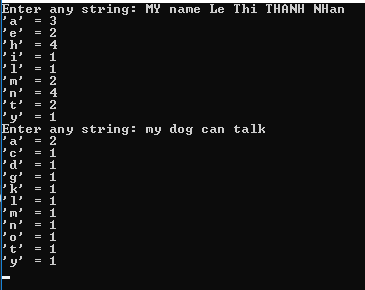 Enter any string: MY name Le Thi THANH NHan
'a' = 3
'e' = 2
'h' = 4
'i' = 1
'l' = 1
'm' = 2
'n' = 4
't' = 2
'y' = 1
Enter any string: my dog can talk
'a' = 2
'c' = 1
'd' = 1
'g' = 1
'k' = 1
'l' = 1
'm' = 1
'n' = 1
'o' = 1
't' = 1
'y' = 1